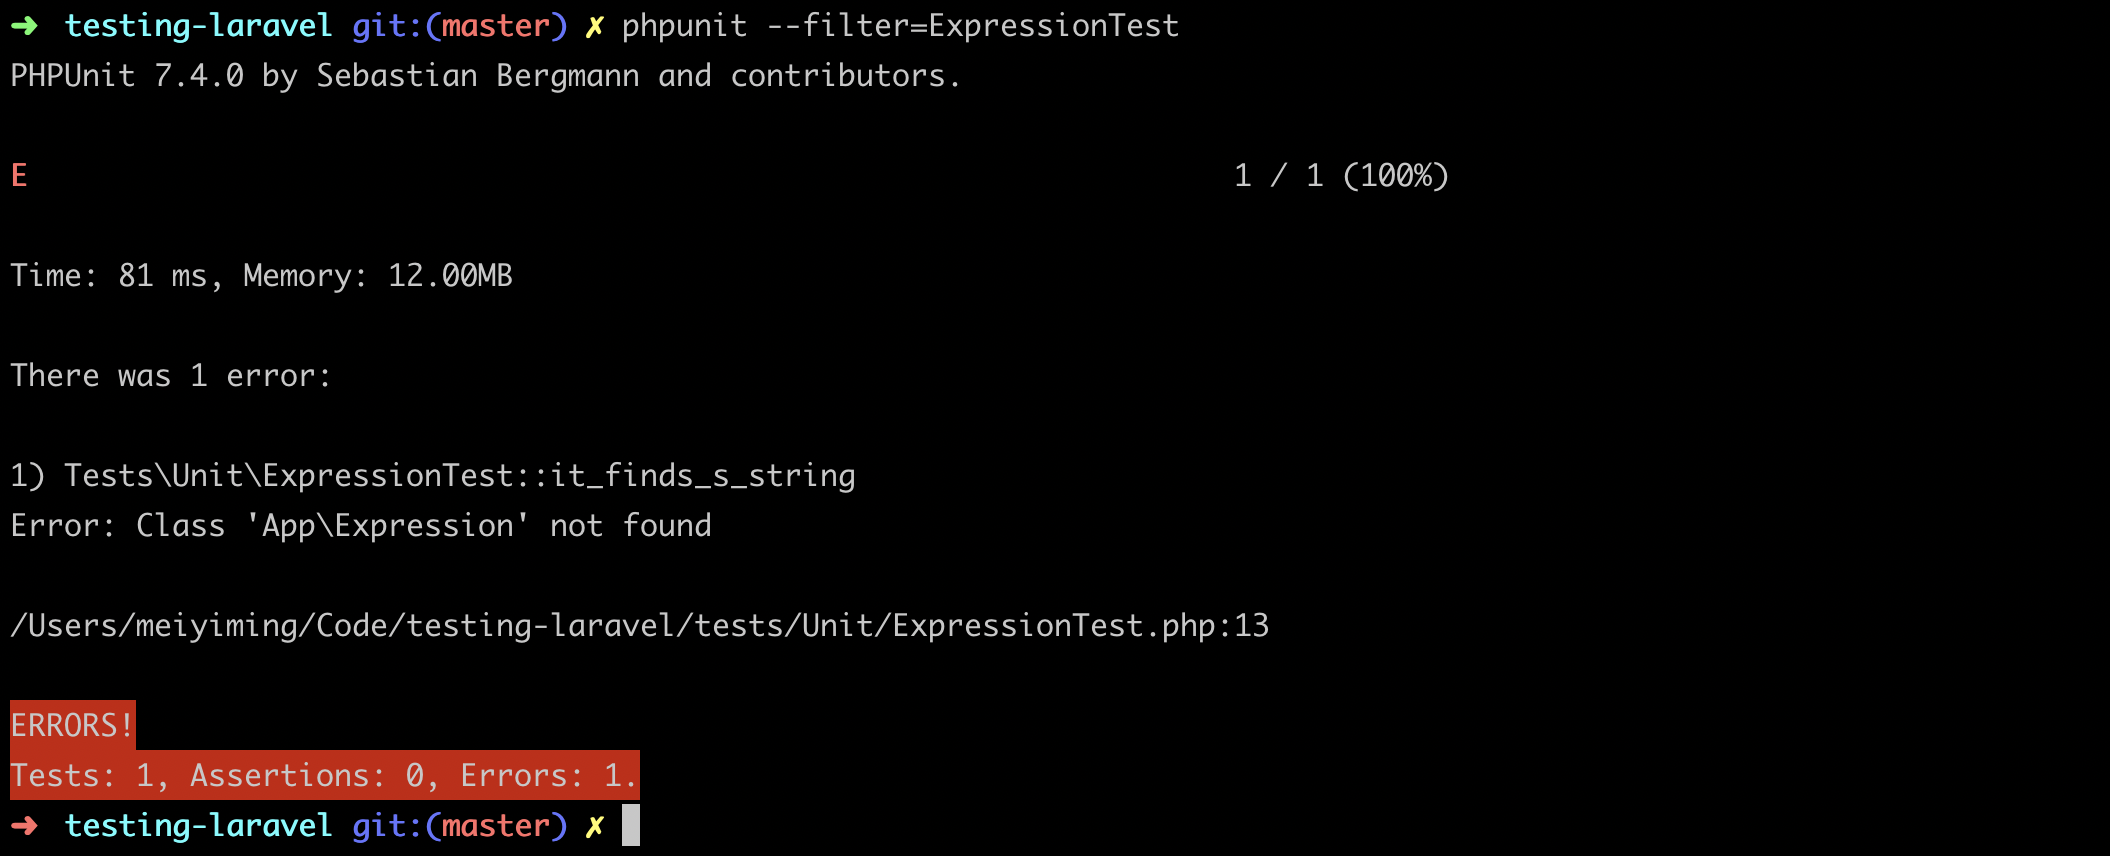 ➜ testing-laravel git:(master) ✗ phpunit --filter=ExpressionTest
PHPUnit 7.4.0 by Sebastian Bergmann and contributors.
E 1 / 1 (100%)
Time: 81 ms, Memory: 12.00MB
There was 1 error:
1) Tests\Unit\ExpressionTest::it_finds_s_string
Error: Class 'App\Expression' not found
/Users/meiyiming/Code/testing-laravel/tests/Unit/ExpressionTest.php:13
ERRORS!
Tests: 1, Assertions: 0, Errors: 1.
➜ testing-laravel git:(master) ✗